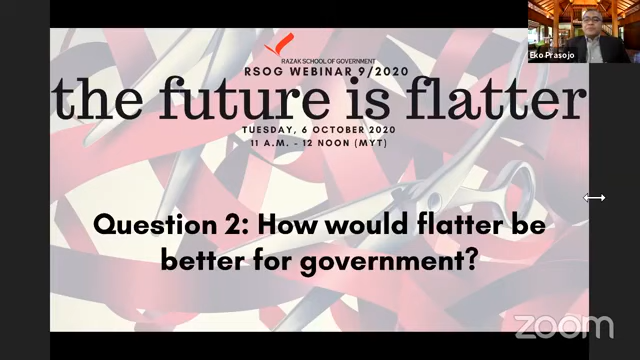 RAZAK SCHOOL OF GOVERNMENT
RSOG WEBINAR 9/2020
the future is flatter
TUESDAY, 6 OCTOBER 2020
11 A.M. - 12 NOON (MYT)
Question 2: How would flatter be
better for government?
Eko Prasojo
zoom